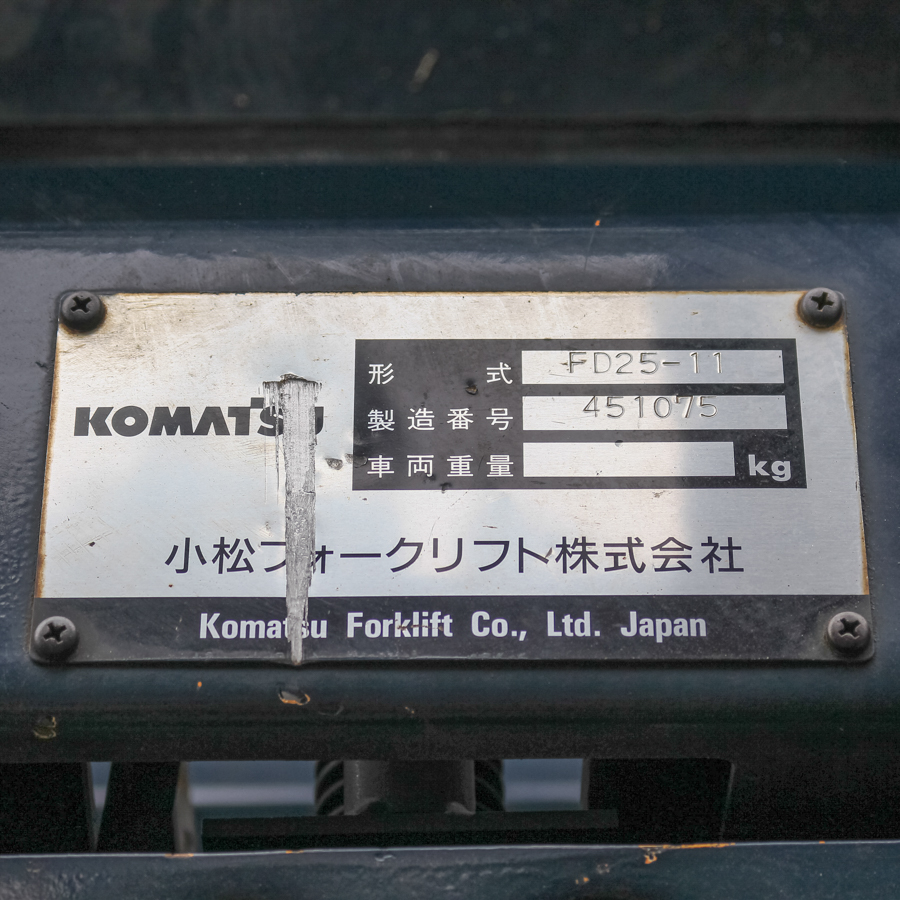 KOMATSU
形式 FD25-11
製造番号 451075
車両重量 kg
小松フォークリフト株式会社
Komatsu Forklift Co., Ltd. Japan